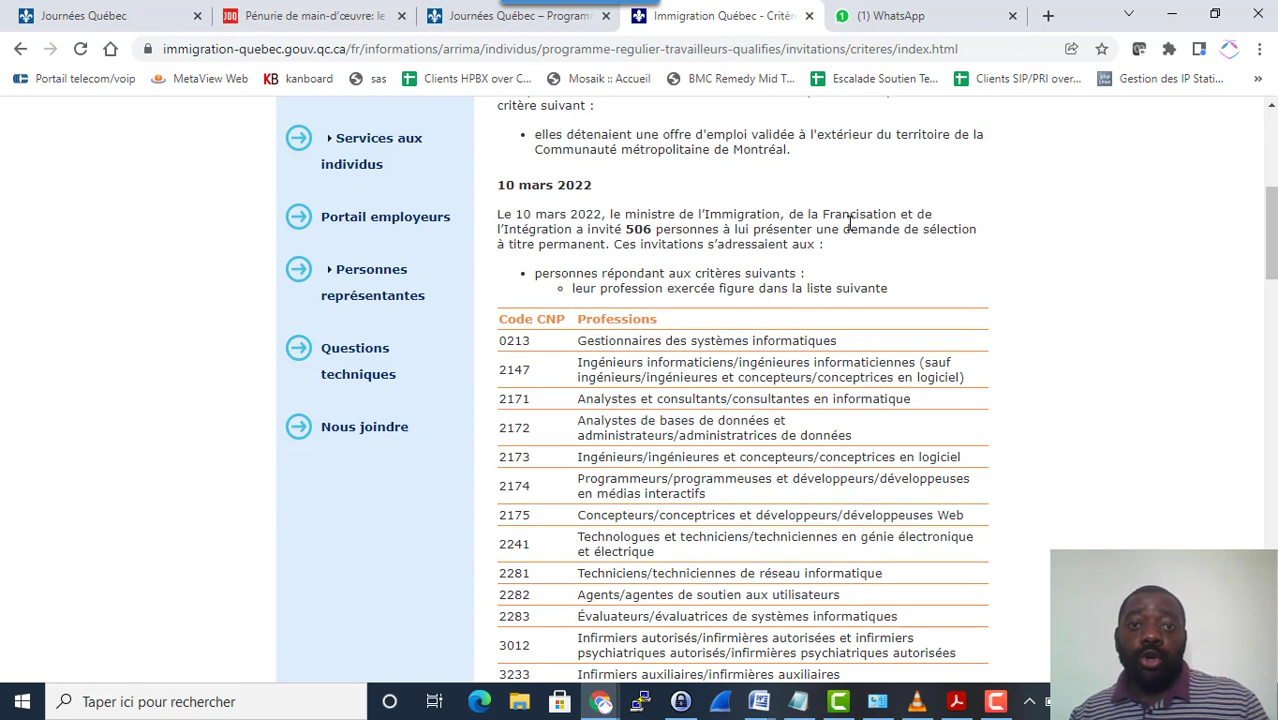 Journées Québec
Pénurie de main-d'œuvre de
Journées Québec – Programm
Immigration Québec - Critère
(1) WhatsApp
immigration-quebec.gouv.qc.ca/fr/informations/arrima/individus/programme-regulier-travailleurs-qualifies/invitations/criteres/index.html
Portail telecom/voip
MetaView Web
KB kanboard
sas
Clients HPBX over C...
Mosaik :: Accueil
BMC Remedy Mid T...
Escalade Soutien Te...
Clients SIP/PRI over...
Gestion des IP Stati...
critère suivant :
elles détenaient une offre d'emploi validée à l'extérieur du territoire de la
Communauté métropolitaine de Montréal.
Services aux
individus
Portail employeurs
Personnes
représentantes
Questions
techniques
Nous joindre
10 mars 2022
Le 10 mars 2022, le ministre de l'Immigration, de la Francisation et de
l'Intégration a invité 506 personnes à lui présenter une demande de sélection
à titre permanent. Ces invitations s'adressaient aux :
personnes répondant aux critères suivants :
leur profession exercée figure dans la liste suivante
Code CNP Professions
0213 Gestionnaires des systèmes informatiques
2147 Ingénieurs informaticiens/ingénieures informaticiennes (sauf
ingénieurs/ingénieures et concepteurs/conceptrices en logiciel)
2171 Analystes et consultants/consultantes en informatique
2172 Analystes de bases de données et
administrateurs/administratrices de données
2173 Ingénieurs/ingénieures et concepteurs/conceptrices en logiciel
2174 Programmeurs/programmeuses et développeurs/développeuses
en médias interactifs
2175 Concepteurs/conceptrices et développeurs/développeuses Web
2241 Technologues et techniciens/techniciennes en génie électronique
et électrique
2281 Techniciens/techniciennes de réseau informatique
2282 Agents/agentes de soutien aux utilisateurs
2283 Évaluateurs/évaluatrices de systèmes informatiques
3012 Infirmiers autorisés/infirmières autorisées et infirmiers
psychiatriques autorisés/infirmières psychiatriques autorisées
3233 Infirmiers auxiliaires/infirmières auxiliaires
Taper ici pour rechercher